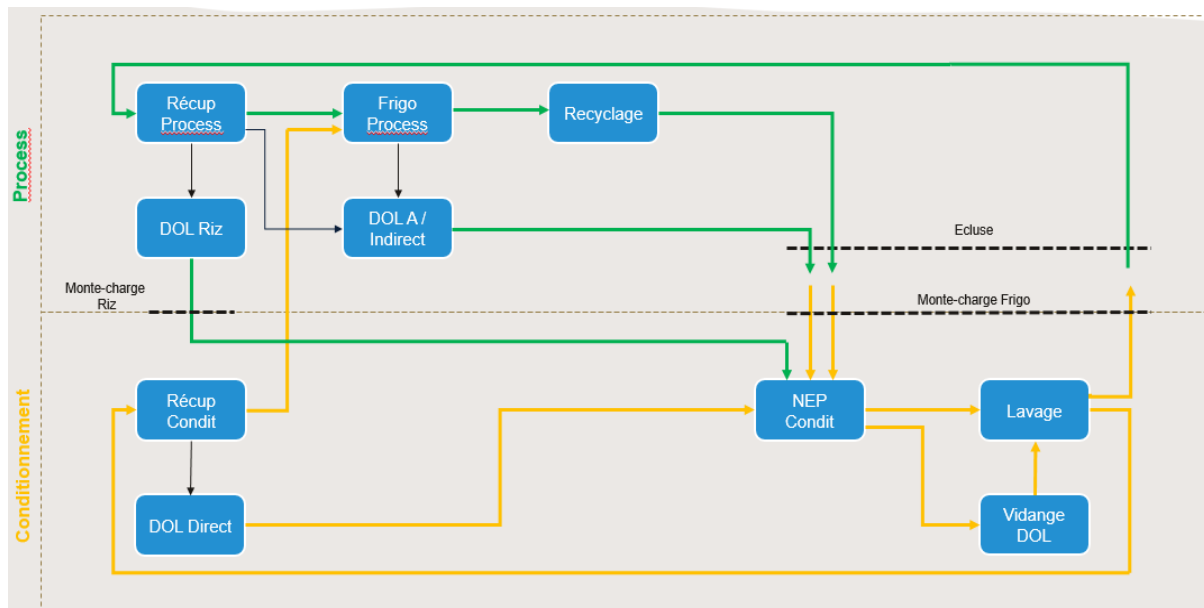 Process
Récup
Process
Frigo
Process
Recyclage
DOL Riz
DOL A /
Indirect
Ecluse
Monte-charge
Riz
Monte-charge Frigo
Conditionnement
Récup
Condit
NEP
Condit
Lavage
DOL Direct
Vidange
DOL